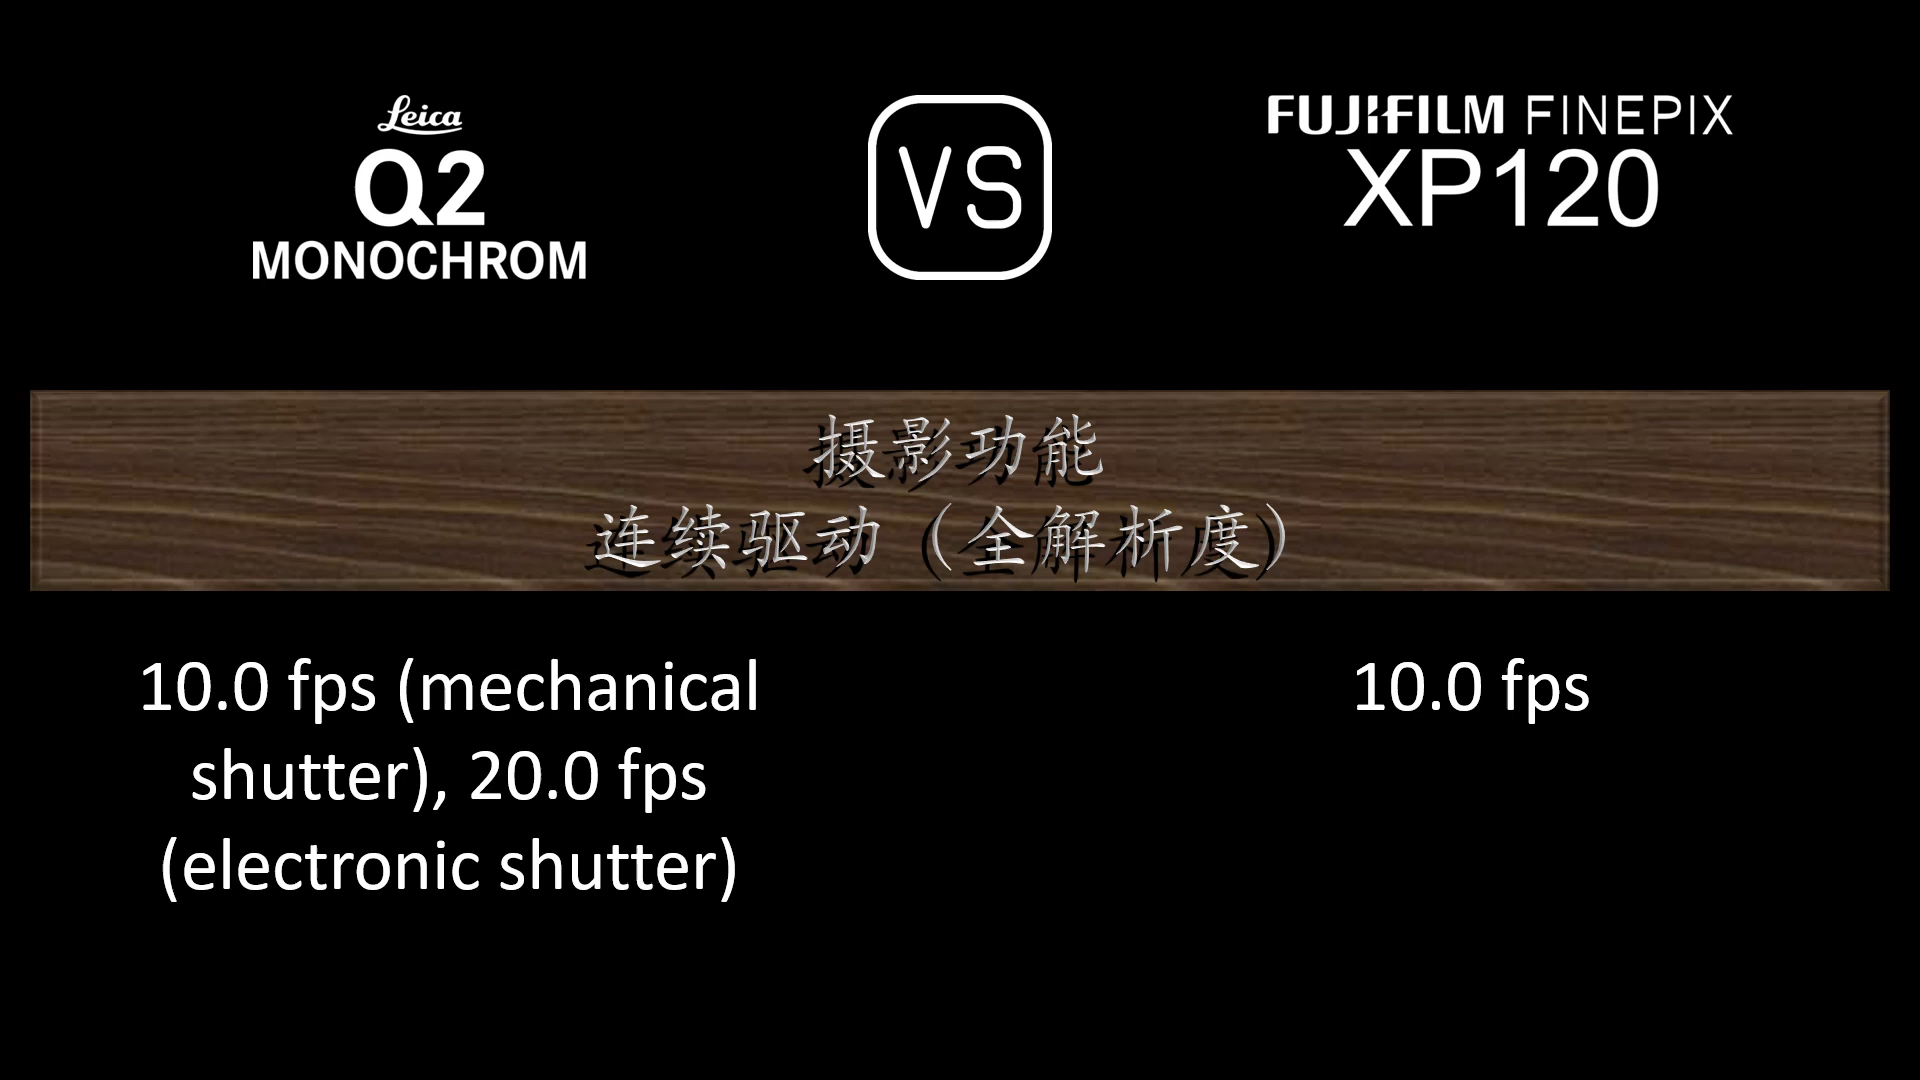 Leica
Q2
MONOCHROM
VS
FUJIFILM FINEPIX
XP120
摄影功能
连续驱动（全解析度）
10.0 fps (mechanical
shutter), 20.0 fps
(electronic shutter)
10.0 fps